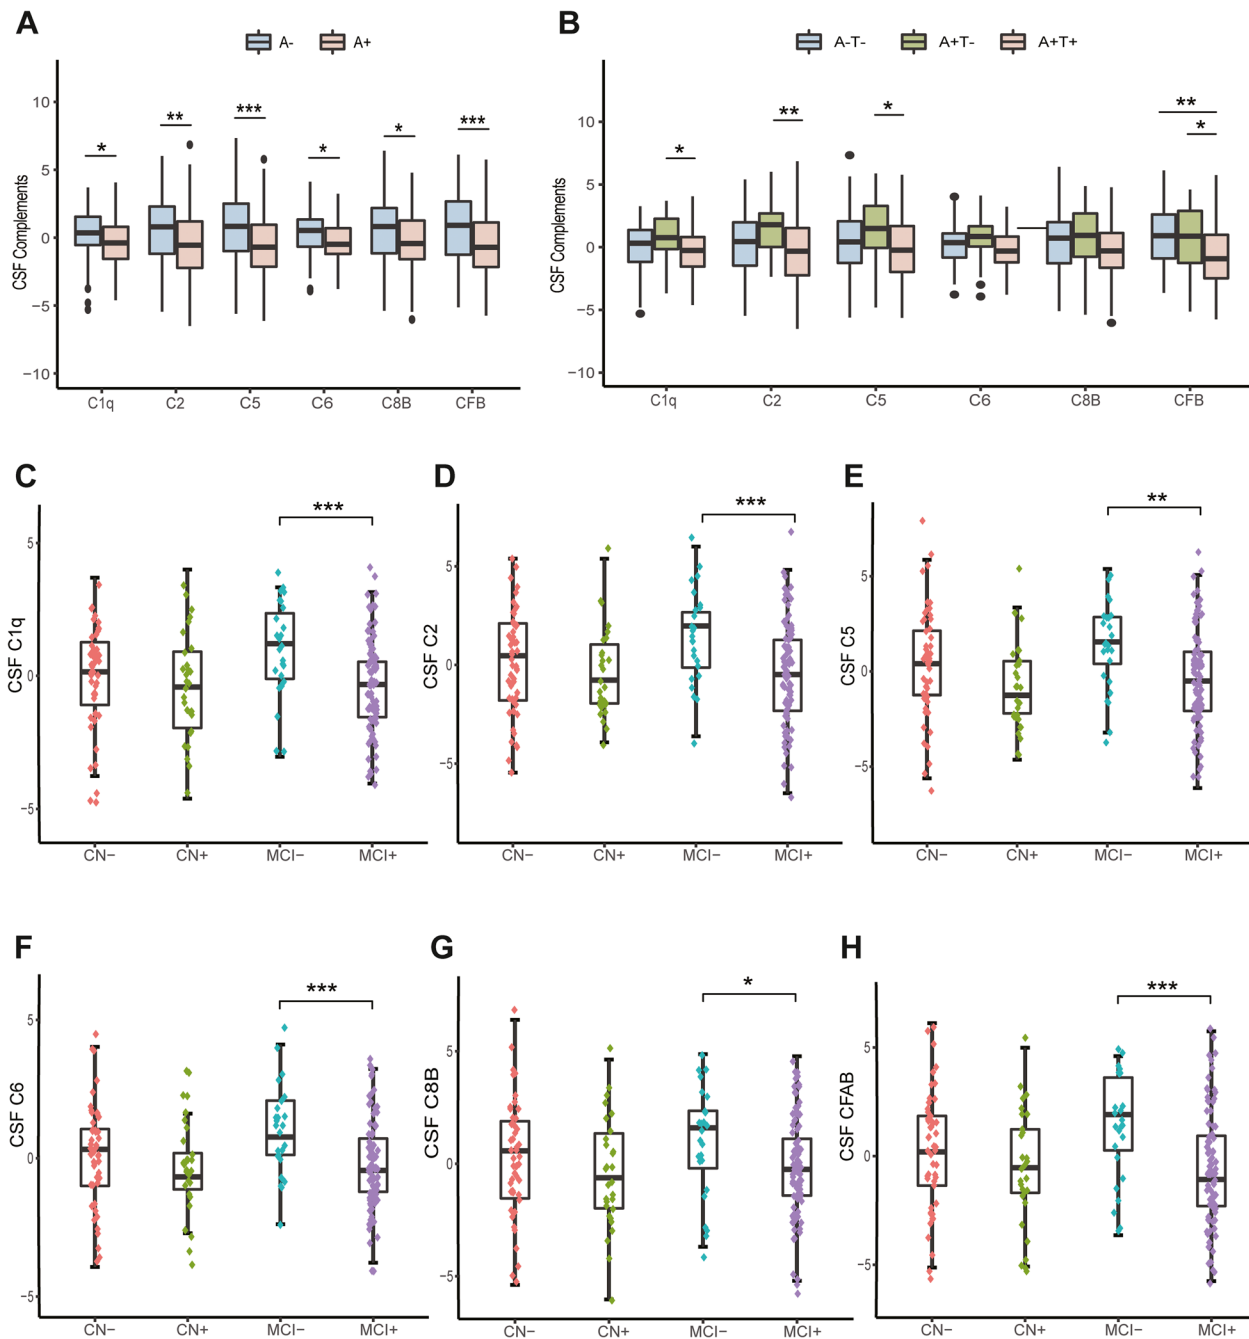 A
A- A+
* ** *** * * ***
10
5
0
−5
−10
CSF Complements
C1q C2 C5 C6 C8B CFB
B
A-T- A+T- A+T+
* ** * ** *
10
5
0
−5
−10
CSF Complements
C1q C2 C5 C6 C8B CFB
C
***
5
0
−5
CSF C1q
CN− CN+ MCI− MCI+
D
***
5
0
−5
CSF C2
CN− CN+ MCI− MCI+
E
**
5
0
−5
CSF C5
CN− CN+ MCI− MCI+
F
***
5
0
−5
CSF C6
CN− CN+ MCI− MCI+
G
*
5
0
−5
CSF C8B
CN− CN+ MCI− MCI+
H
***
5
0
−5
CSF CFAB
CN− CN+ MCI− MCI+